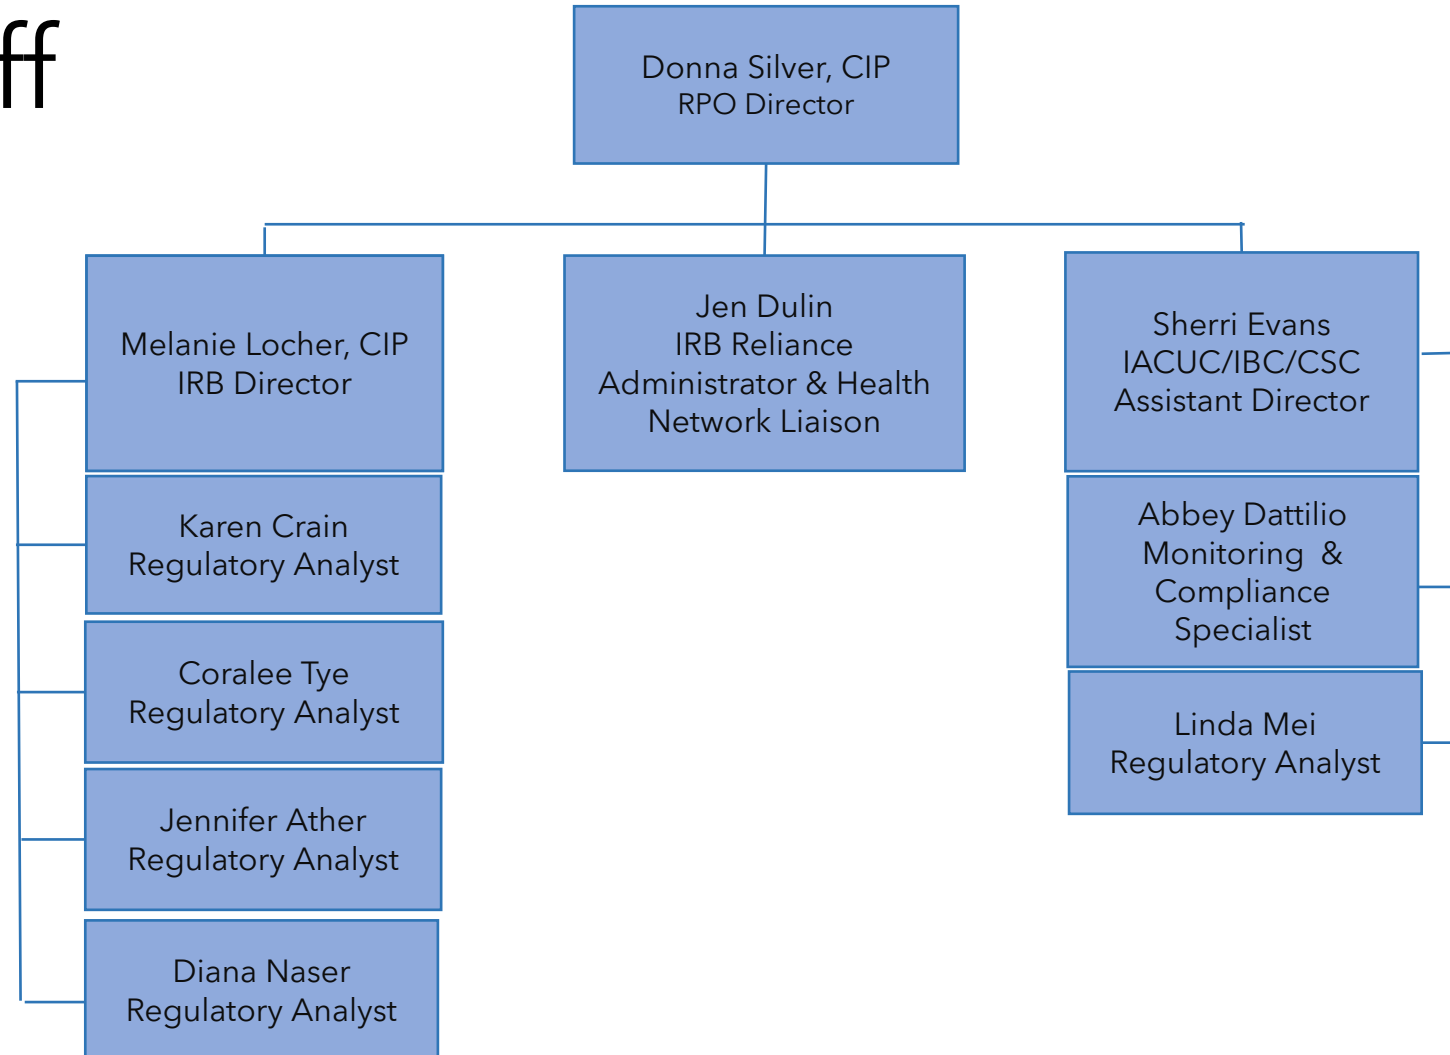 ff
Donna Silver, CIP
RPO Director
Melanie Locher, CIP
IRB Director
Jen Dulin
IRB Reliance
Administrator & Health
Network Liaison
Sherri Evans
IACUC/IBC/CSC
Assistant Director
Karen Crain
Regulatory Analyst
Abbey Dattilio
Monitoring &
Compliance
Specialist
Coralee Tye
Regulatory Analyst
Linda Mei
Regulatory Analyst
Jennifer Ather
Regulatory Analyst
Diana Naser
Regulatory Analyst